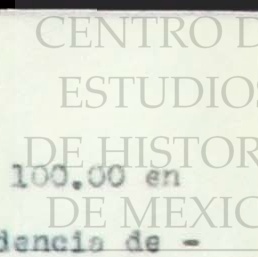 CENTRO D
ESTUDIOS
DE HISTOR
100.00 en
DE MEXIC
dencia de -